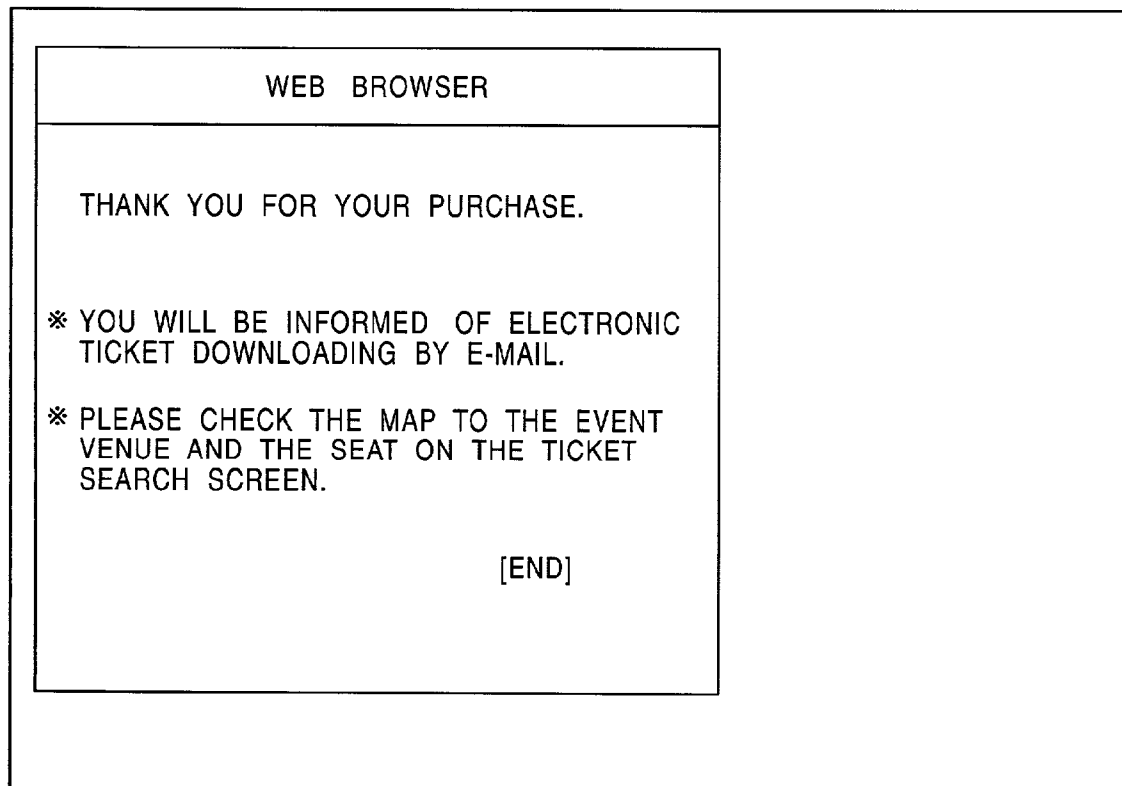 WEB BROWSER
THANK YOU FOR YOUR PURCHASE.
※ YOU WILL BE INFORMED OF ELECTRONIC
TICKET DOWNLOADING BY E-MAIL.
※ PLEASE CHECK THE MAP TO THE EVENT
VENUE AND THE SEAT ON THE TICKET
SEARCH SCREEN.
[END]